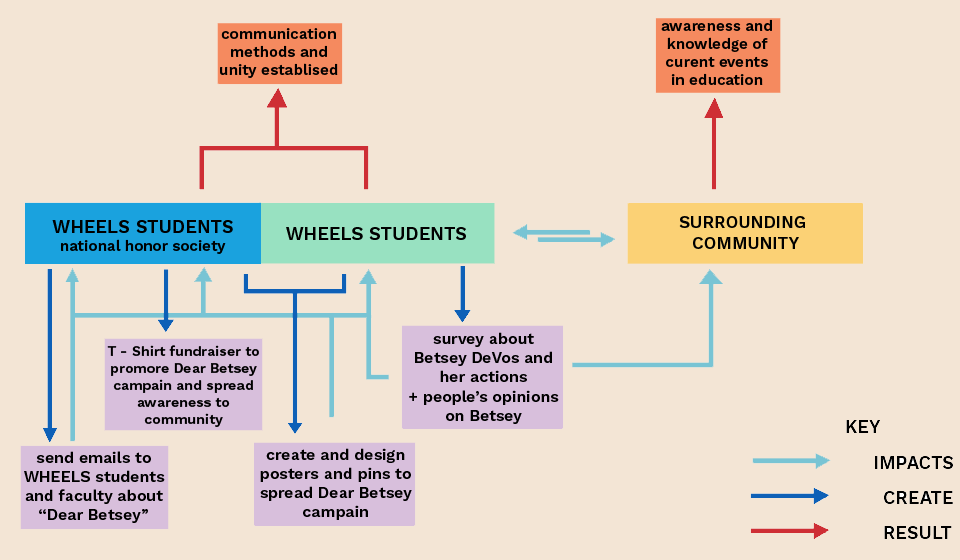 communication
methods and
unity establised
awareness and
knowledge of
curent events
in education
WHEELS STUDENTS
national honor society
WHEELS STUDENTS
SURROUNDING
COMMUNITY
T - Shirt fundraiser to
promore Dear Betsey
campain and spread
awareness to
community
survey about
Betsey DeVos and
her actions
+ people’s opinions
on Betsey
send emails to
WHEELS students
and faculty about
“Dear Betsey”
create and design
posters and pins to
spread Dear Betsey
campain
KEY
IMPACTS
CREATE
RESULT